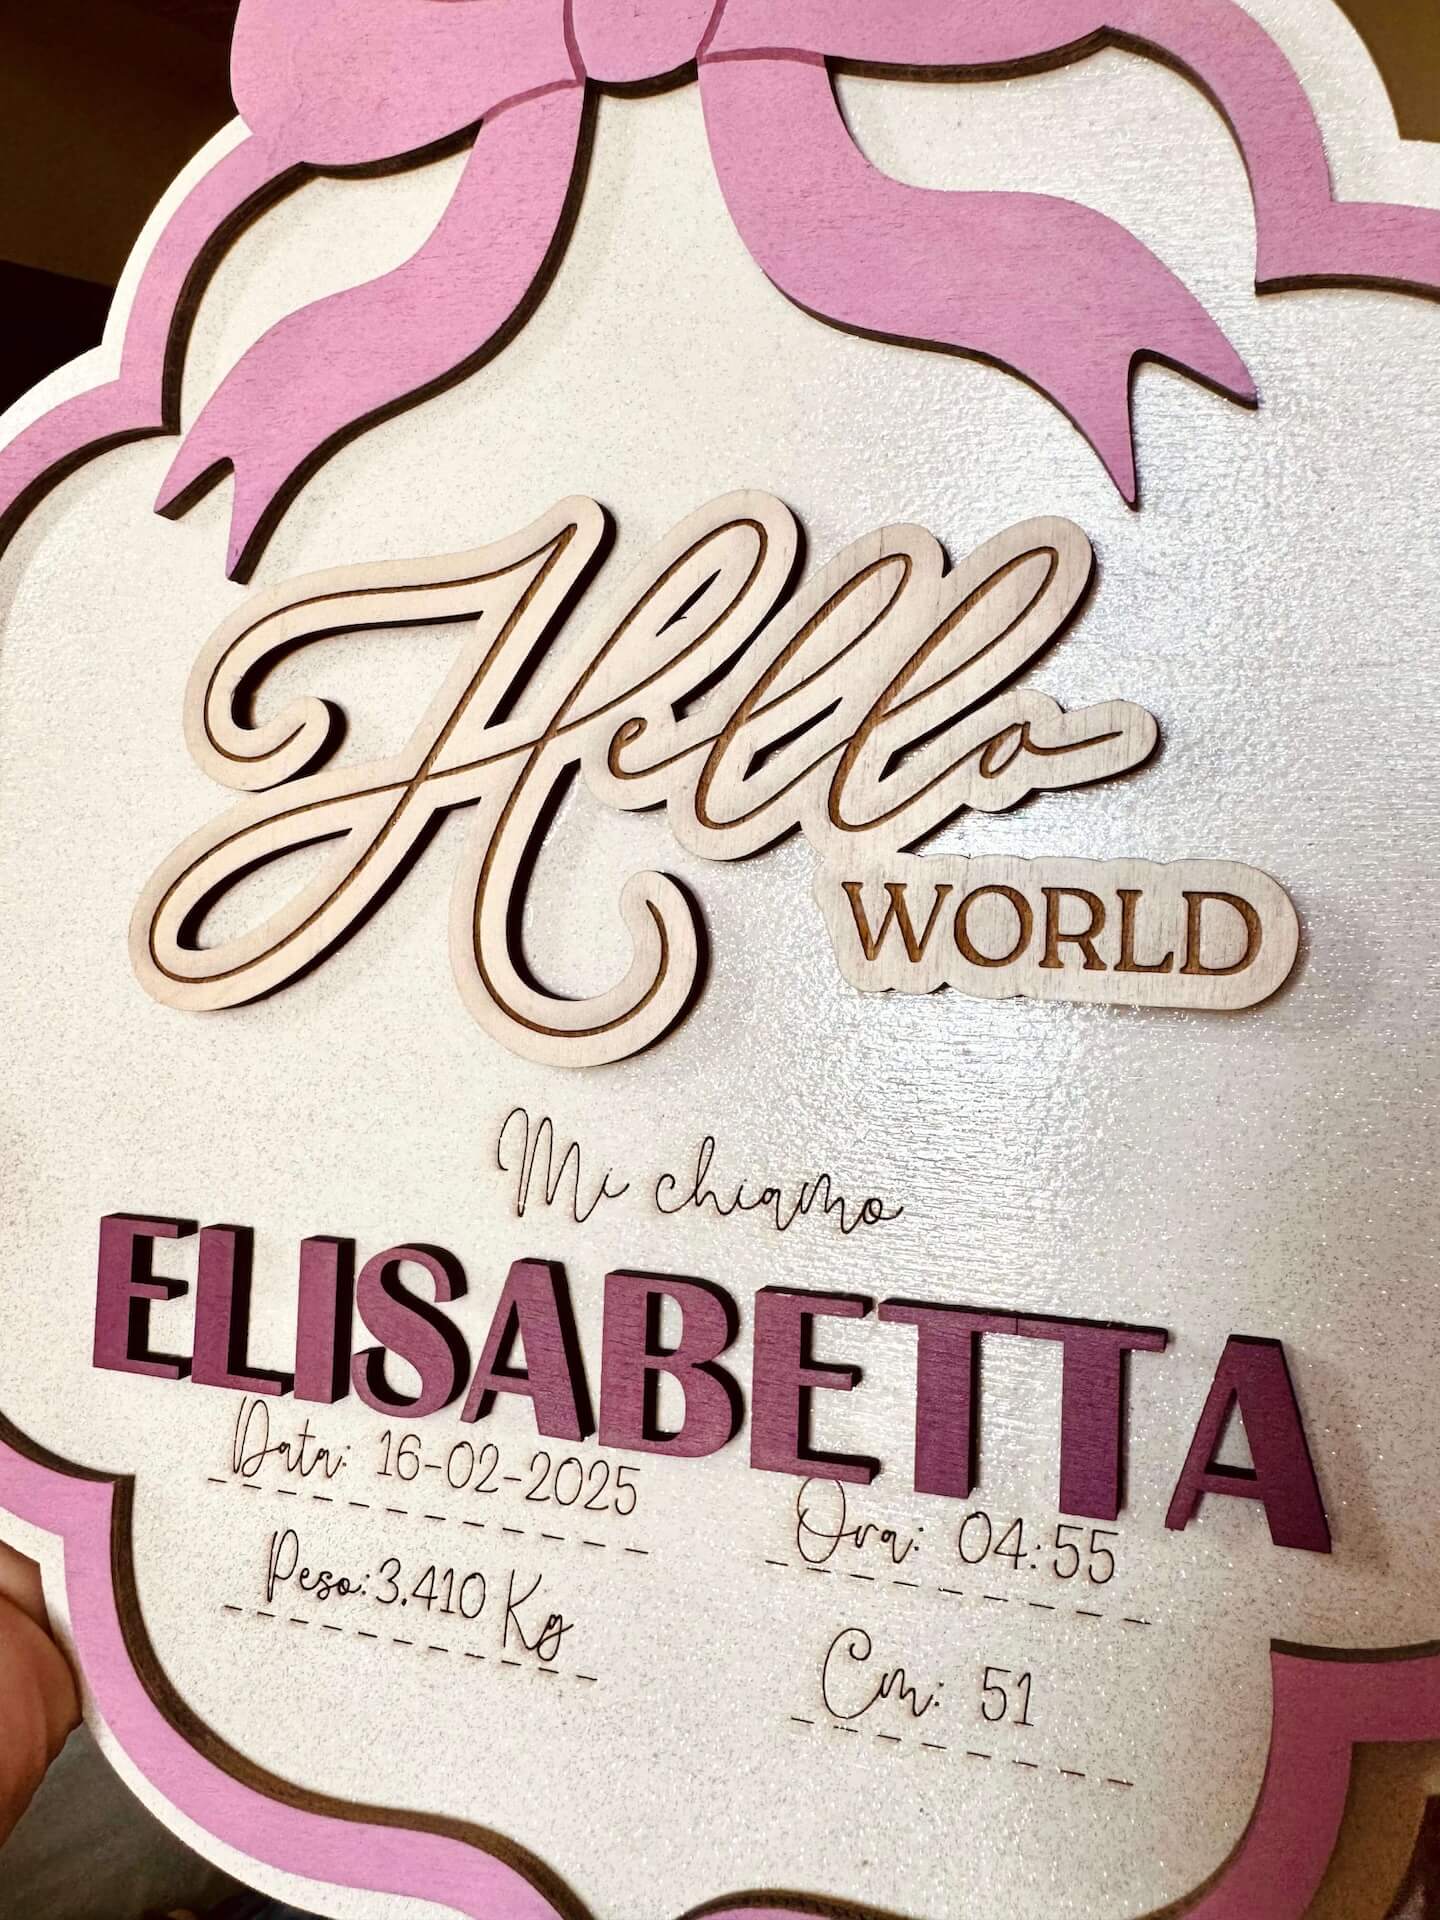 Hello
WORLD
Mi chiamo
ELISABETTA
Data: 16-02-2025
Ora: 04:55
Peso: 3.410 Kg
Cm: 51